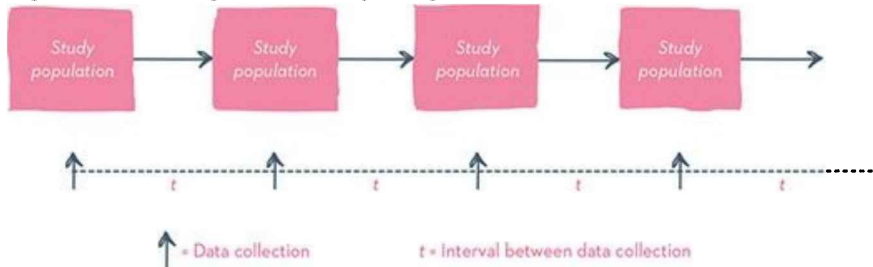 Study
population
Study
population
Study
population
Study
population
t
t
t
t
= Data collection
t = Interval between data collection